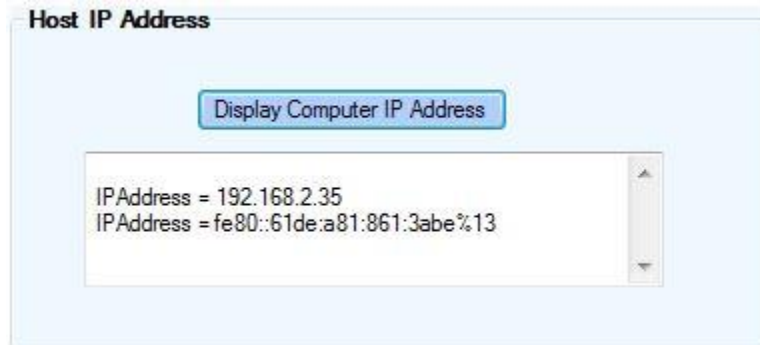 Host IP Address
Display Computer IP Address
IPAddress = 192.168.2.35
IPAddress = fe80::61de:a81:861:3abe%13